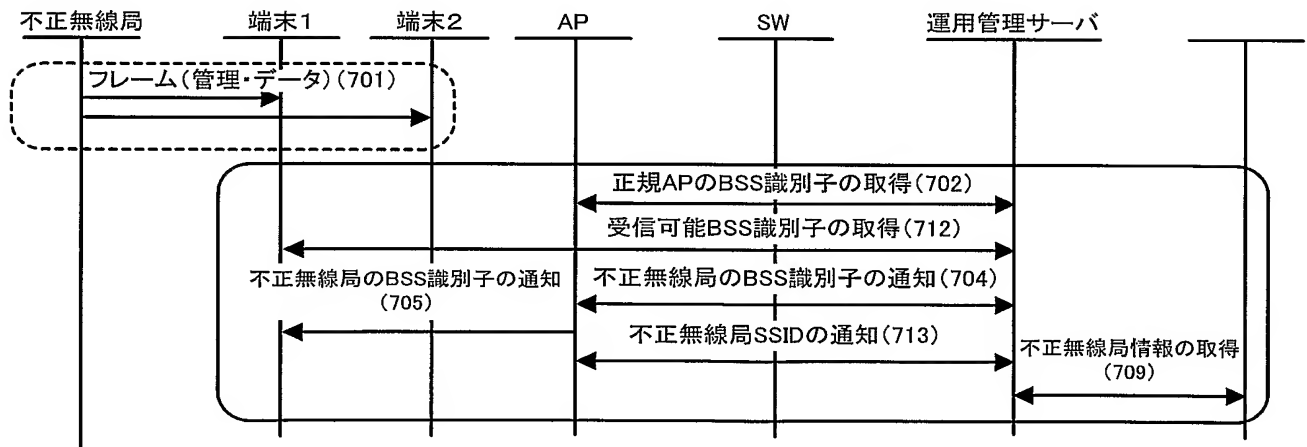 不正無線局
端末1
端末2
AP
SW
運用管理サーバ
フレーム(管理・データ)(701)
正規APのBSS識別子の取得(702)
受信可能BSS識別子の取得(712)
不正無線局のBSS識別子の通知
(705)
不正無線局のBSS識別子の通知(704)
不正無線局SSIDの通知(713)
不正無線局情報の取得
(709)